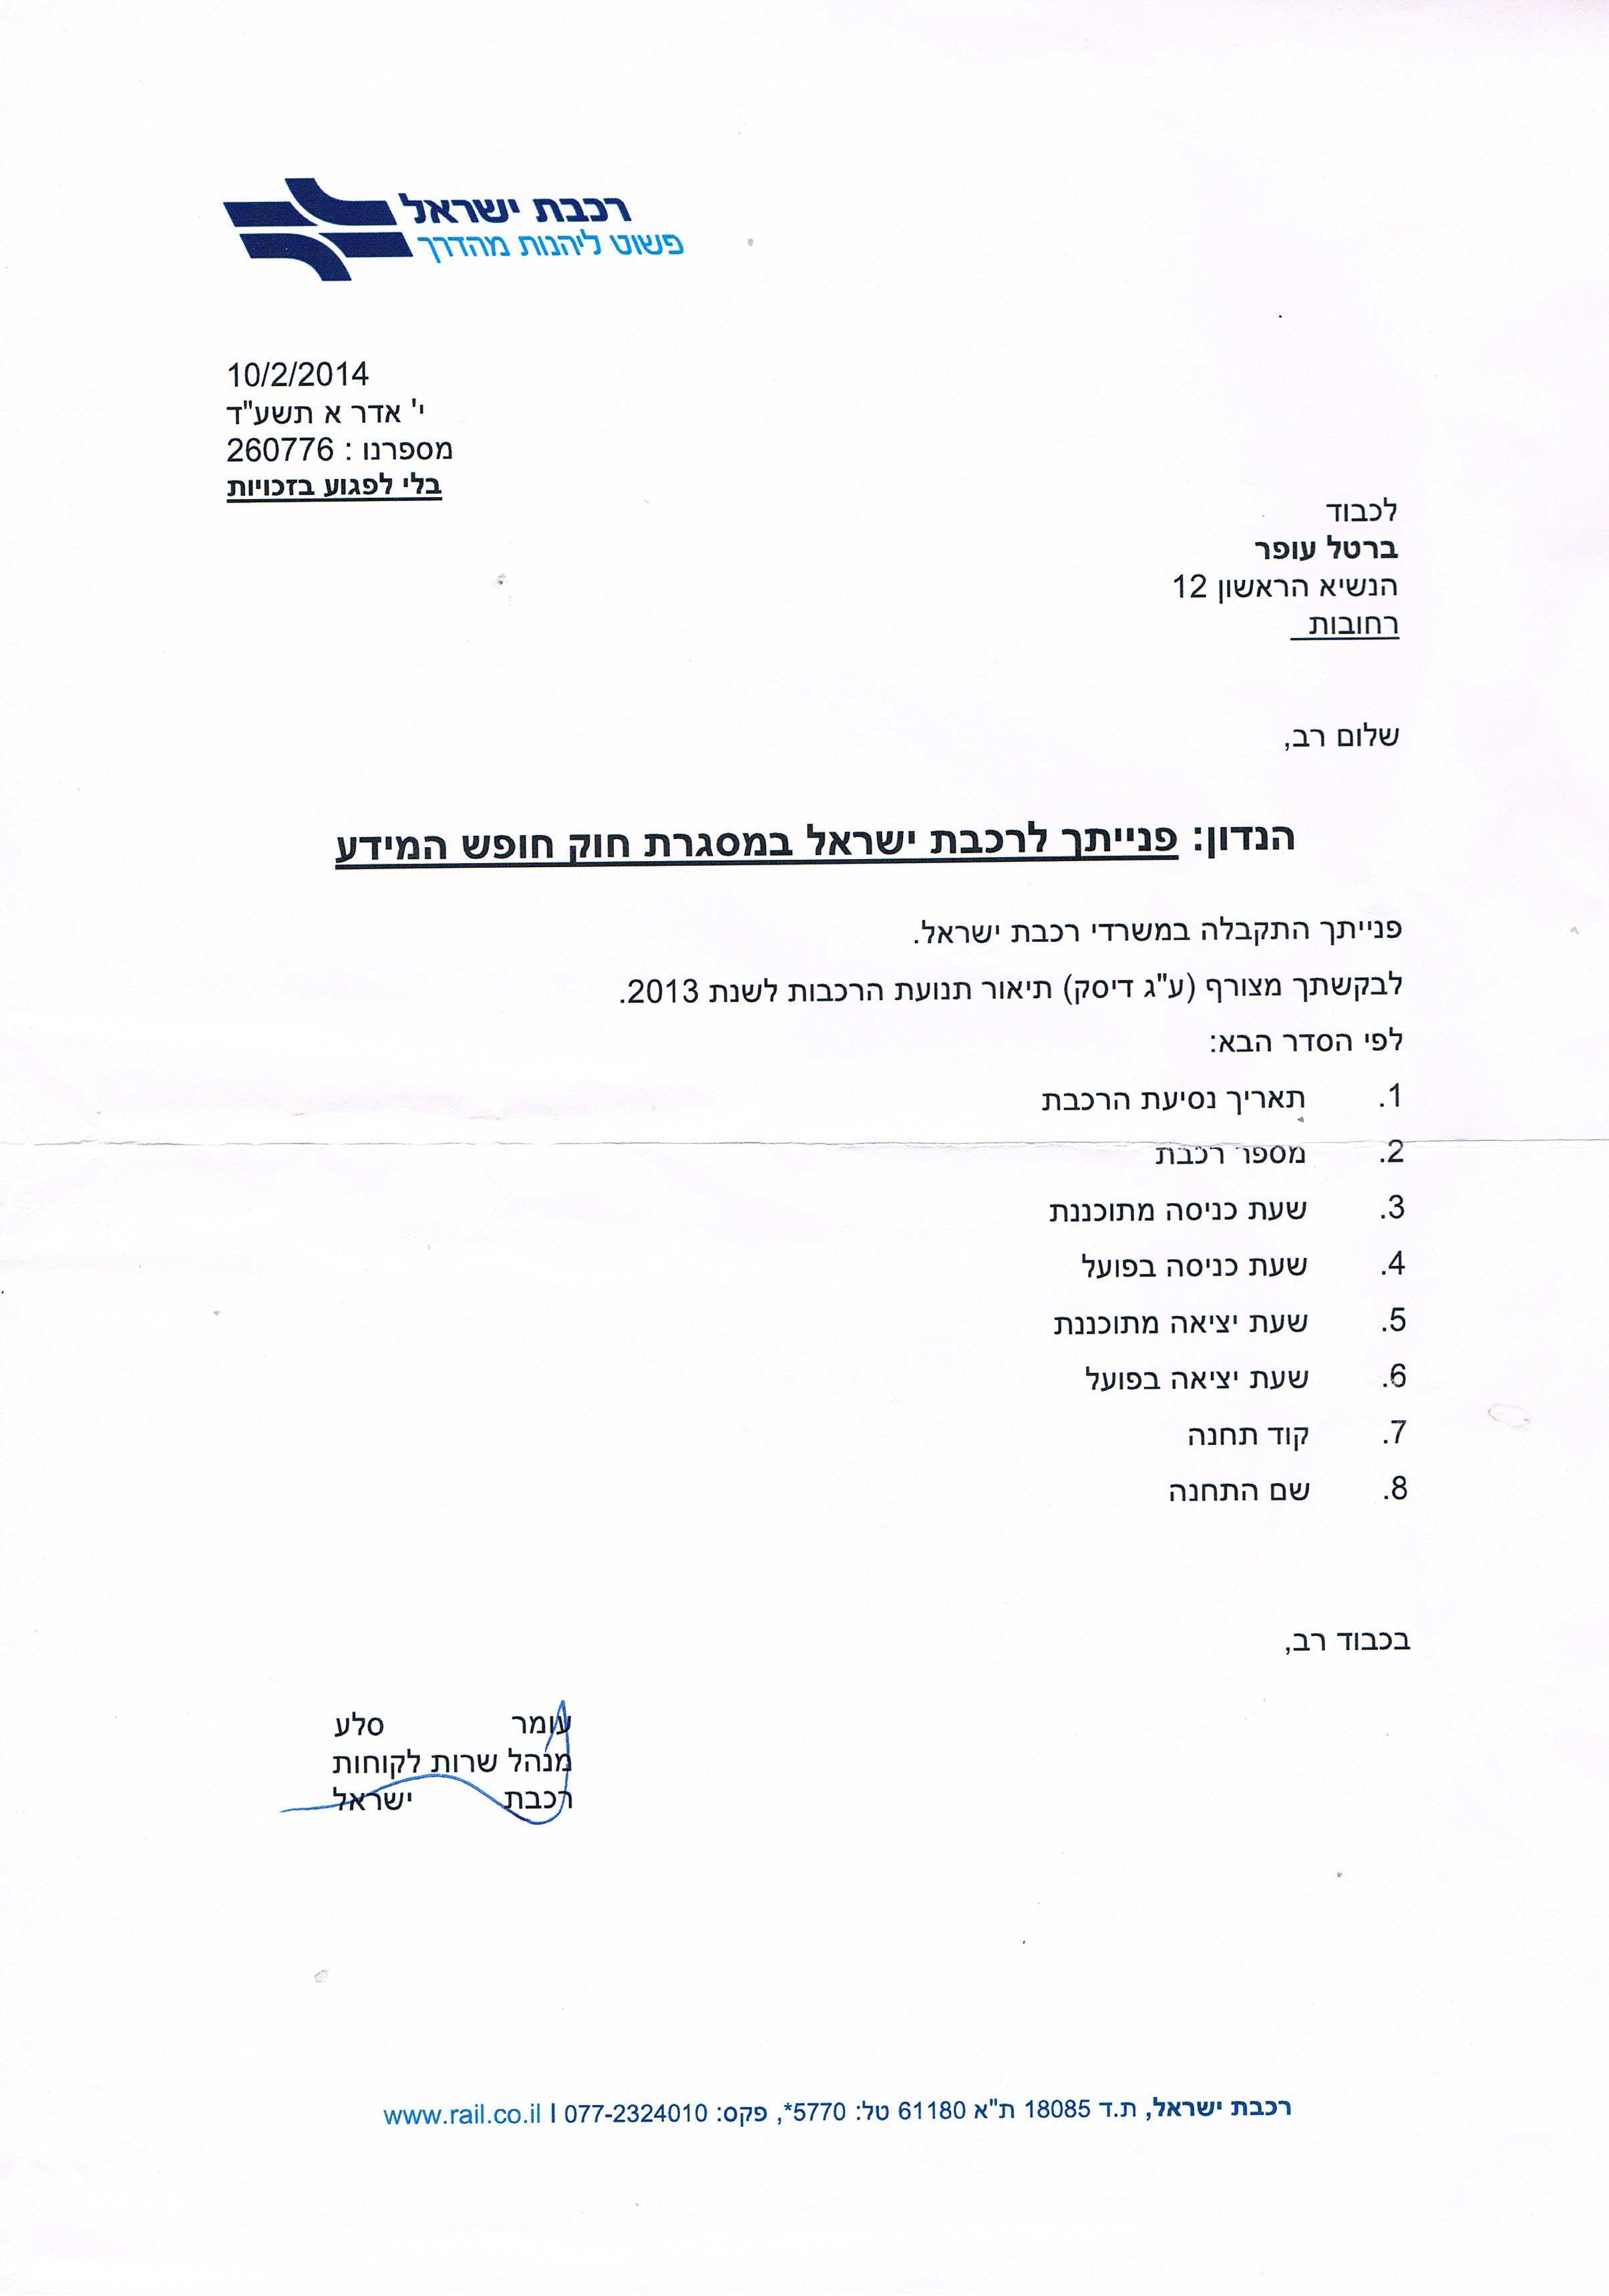 רכבת ישראל
פשוט ליהנות מהדרך
10/2/2014
י' אדר א תשע"ד
מספרנו : 260776
בלי לפגוע בזכויות
לכבוד
ברטל עופר
הנשיא הראשון 12
רחובות
שלום רב,
הנדון: פנייתך לרכבת ישראל במסגרת חוק חופש המידע
פנייתך התקבלה במשרדי רכבת ישראל.
לבקשתך מצורף (ע"ג דיסק) תיאור תנועת הרכבות לשנת 2013.
לפי הסדר הבא:
1. תאריך נסיעת הרכבת
2. מספר רכבת
3. שעת כניסה מתוכננת
4. שעת כניסה בפועל
5. שעת יציאה מתוכננת
6. שעת יציאה בפועל
7. קוד תחנה
8. שם התחנה
בכבוד רב,
עומר סלע
מנהל שרות לקוחות
רכבת ישראל
רכבת ישראל, ת.ד 18085 ת"א 61180 טל: 5770*, פקס: 077-2324010 | www.rail.co.il